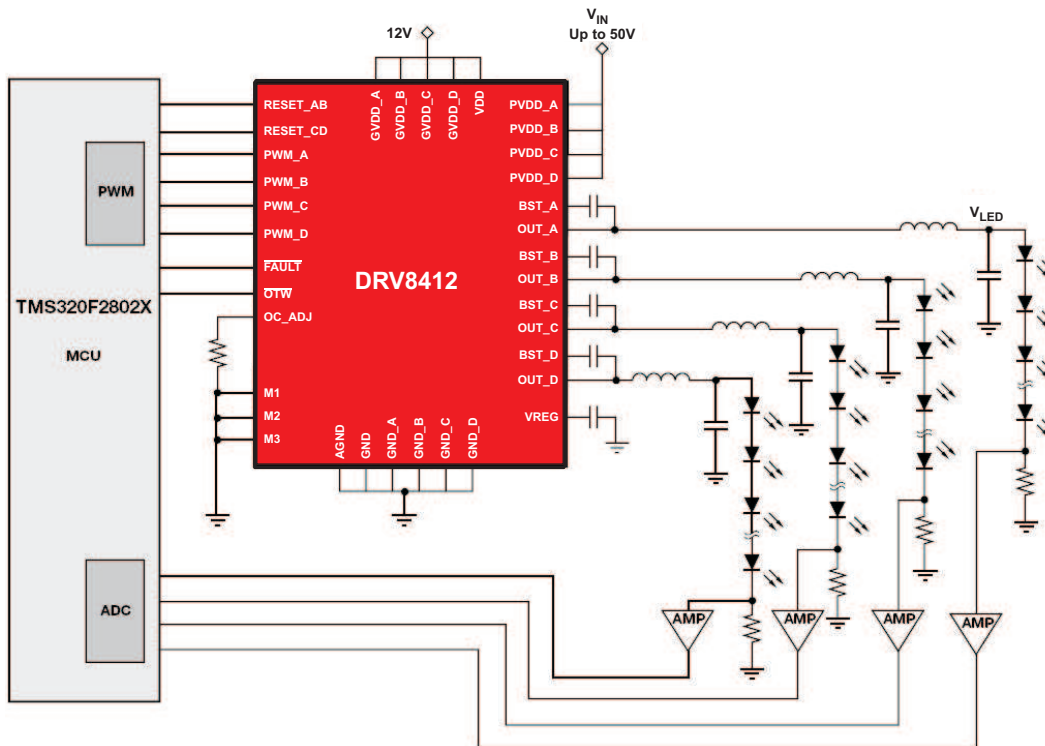 12V
V_IN
Up to 50V
GVDD_A
GVDD_B
GVDD_C
GVDD_D
VDD
RESET_AB
RESET_CD
PWM_A
PWM_B
PWM_C
PWM_D
FAULT
OTW
OC_ADJ
M1
M2
M3
PVDD_A
PVDD_B
PVDD_C
PVDD_D
BST_A
OUT_A
BST_B
OUT_B
BST_C
OUT_C
BST_D
OUT_D
VREG
DRV8412
AGND
GND
GND_A
GND_B
GND_C
GND_D
PWM
TMS320F2802X
MCU
ADC
V_LED
AMP
AMP
AMP
AMP